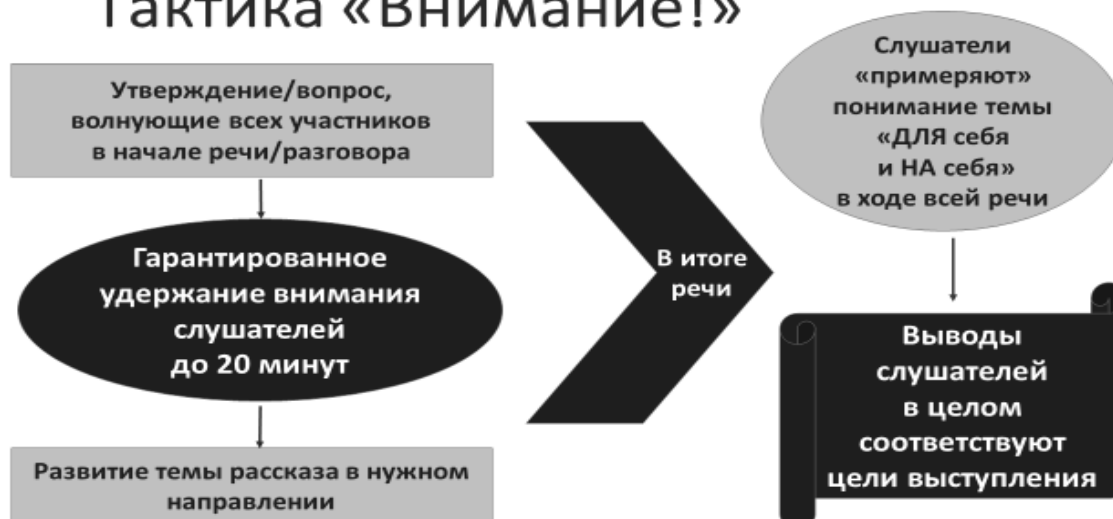 Тактика «Внимание!»
Утверждение/вопрос,
волнующие всех участников
в начале речи/разговора
Гарантированное
удержание внимания
слушателей
до 20 минут
Развитие темы рассказа в нужном
направлении
В итоге
речи
Слушатели
«примеряют»
понимание темы
«ДЛЯ себя
и НА себя»
в ходе всей речи
Выводы
слушателей
в целом
соответствуют
цели выступления